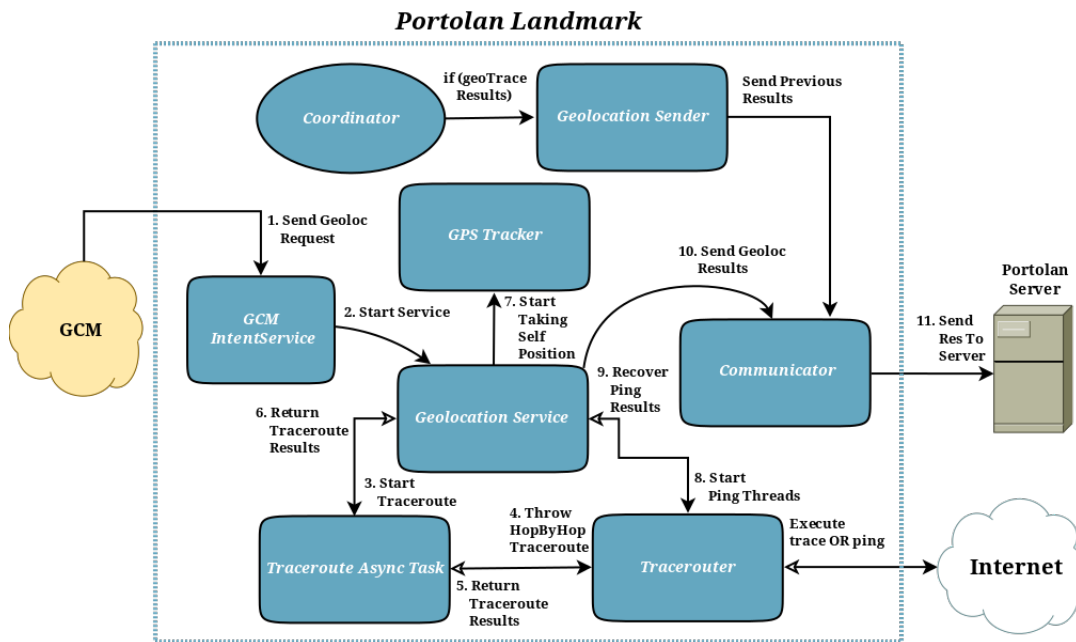 Portolan Landmark
if (geoTrace
Results)
Send Previous
Results
Coordinator
Geolocation Sender
1. Send Geoloc
Request
GPS Tracker
10. Send Geoloc
Results
Portolan
Server
GCM
GCM
IntentService
2. Start Service
7. Start
Taking
Self
Position
11. Send
Res To
Server
9. Recover
Ping
Results
Communicator
6. Return
Traceroute
Results
Geolocation Service
3. Start
Traceroute
8. Start
Ping Threads
4. Throw
HopByHop
Traceroute
Execute
trace OR ping
Traceroute Async Task
Tracerouter
Internet
5. Return
Traceroute
Results